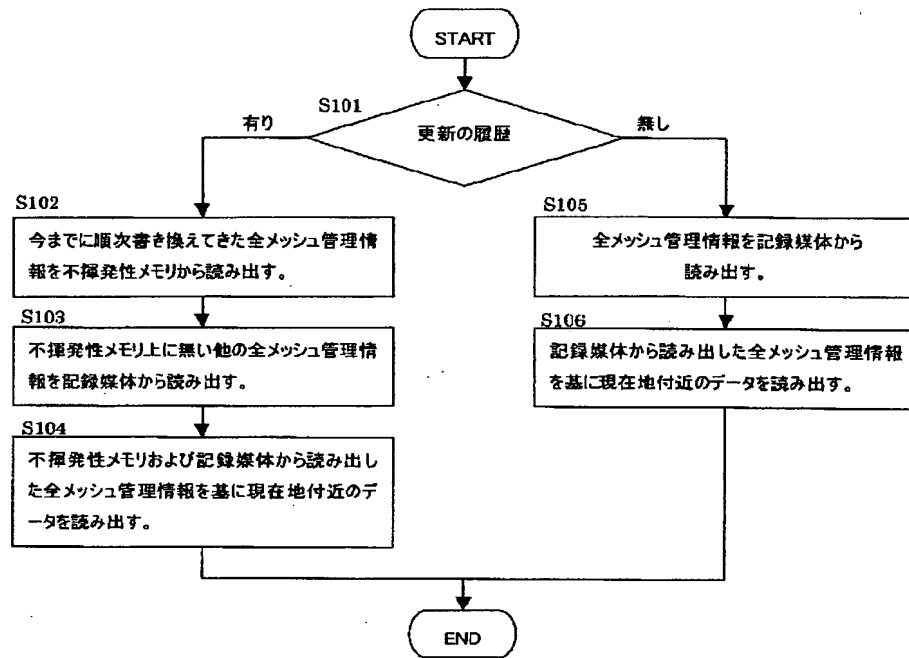 START
S101
更新の履歴
有り
無し
S102
今までに順次書き換えてきた全メッシュ管理情
報を不揮発性メモリから読み出す。
S103
不揮発性メモリ上に無い他の全メッシュ管理情
報を記録媒体から読み出す。
S104
不揮発性メモリおよび記録媒体から読み出し
た全メッシュ管理情報を基に現在地付近のデ
ータを読み出す。
S105
全メッシュ管理情報を記録媒体から
読み出す。
S106
記録媒体から読み出した全メッシュ管理情報
を基に現在地付近のデータを読み出す。
END